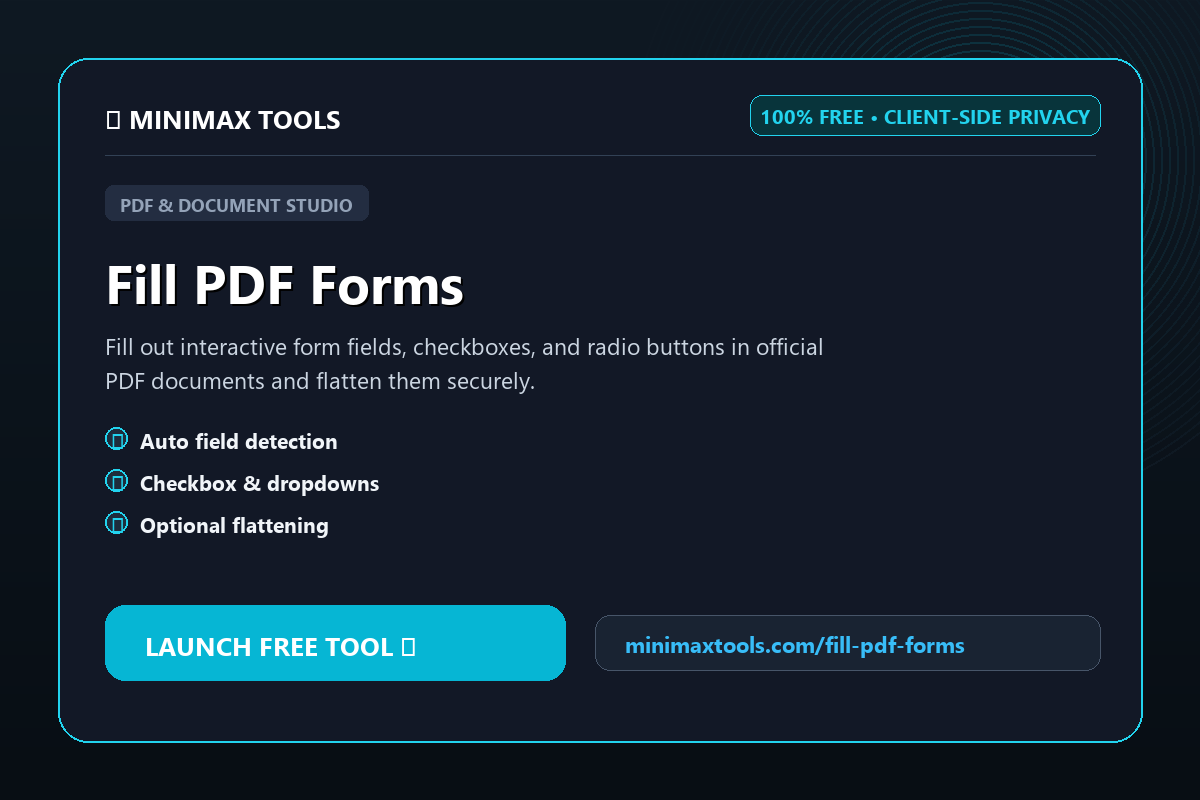 MINIMAX TOOLS
100% FREE • CLIENT-SIDE PRIVACY
PDF & DOCUMENT STUDIO
Fill PDF Forms
Fill out interactive form fields, checkboxes, and radio buttons in official
PDF documents and flatten them securely.
Auto field detection
Checkbox & dropdowns
Optional flattening
LAUNCH FREE TOOL
minimaxtools.com/fill-pdf-forms